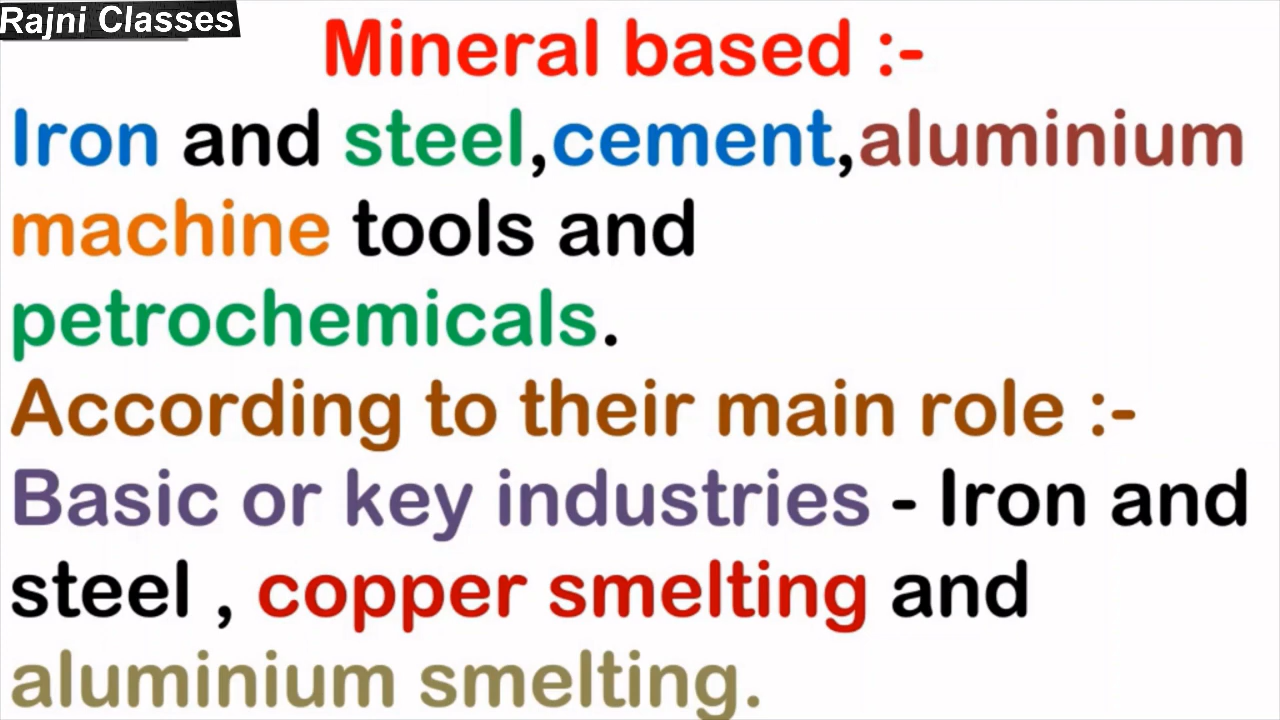 Rajni Classes
Mineral based :-
Iron and steel,cement,aluminium
machine tools and
petrochemicals.
According to their main role :-
Basic or key industries - Iron and
steel , copper smelting and
aluminium smelting.